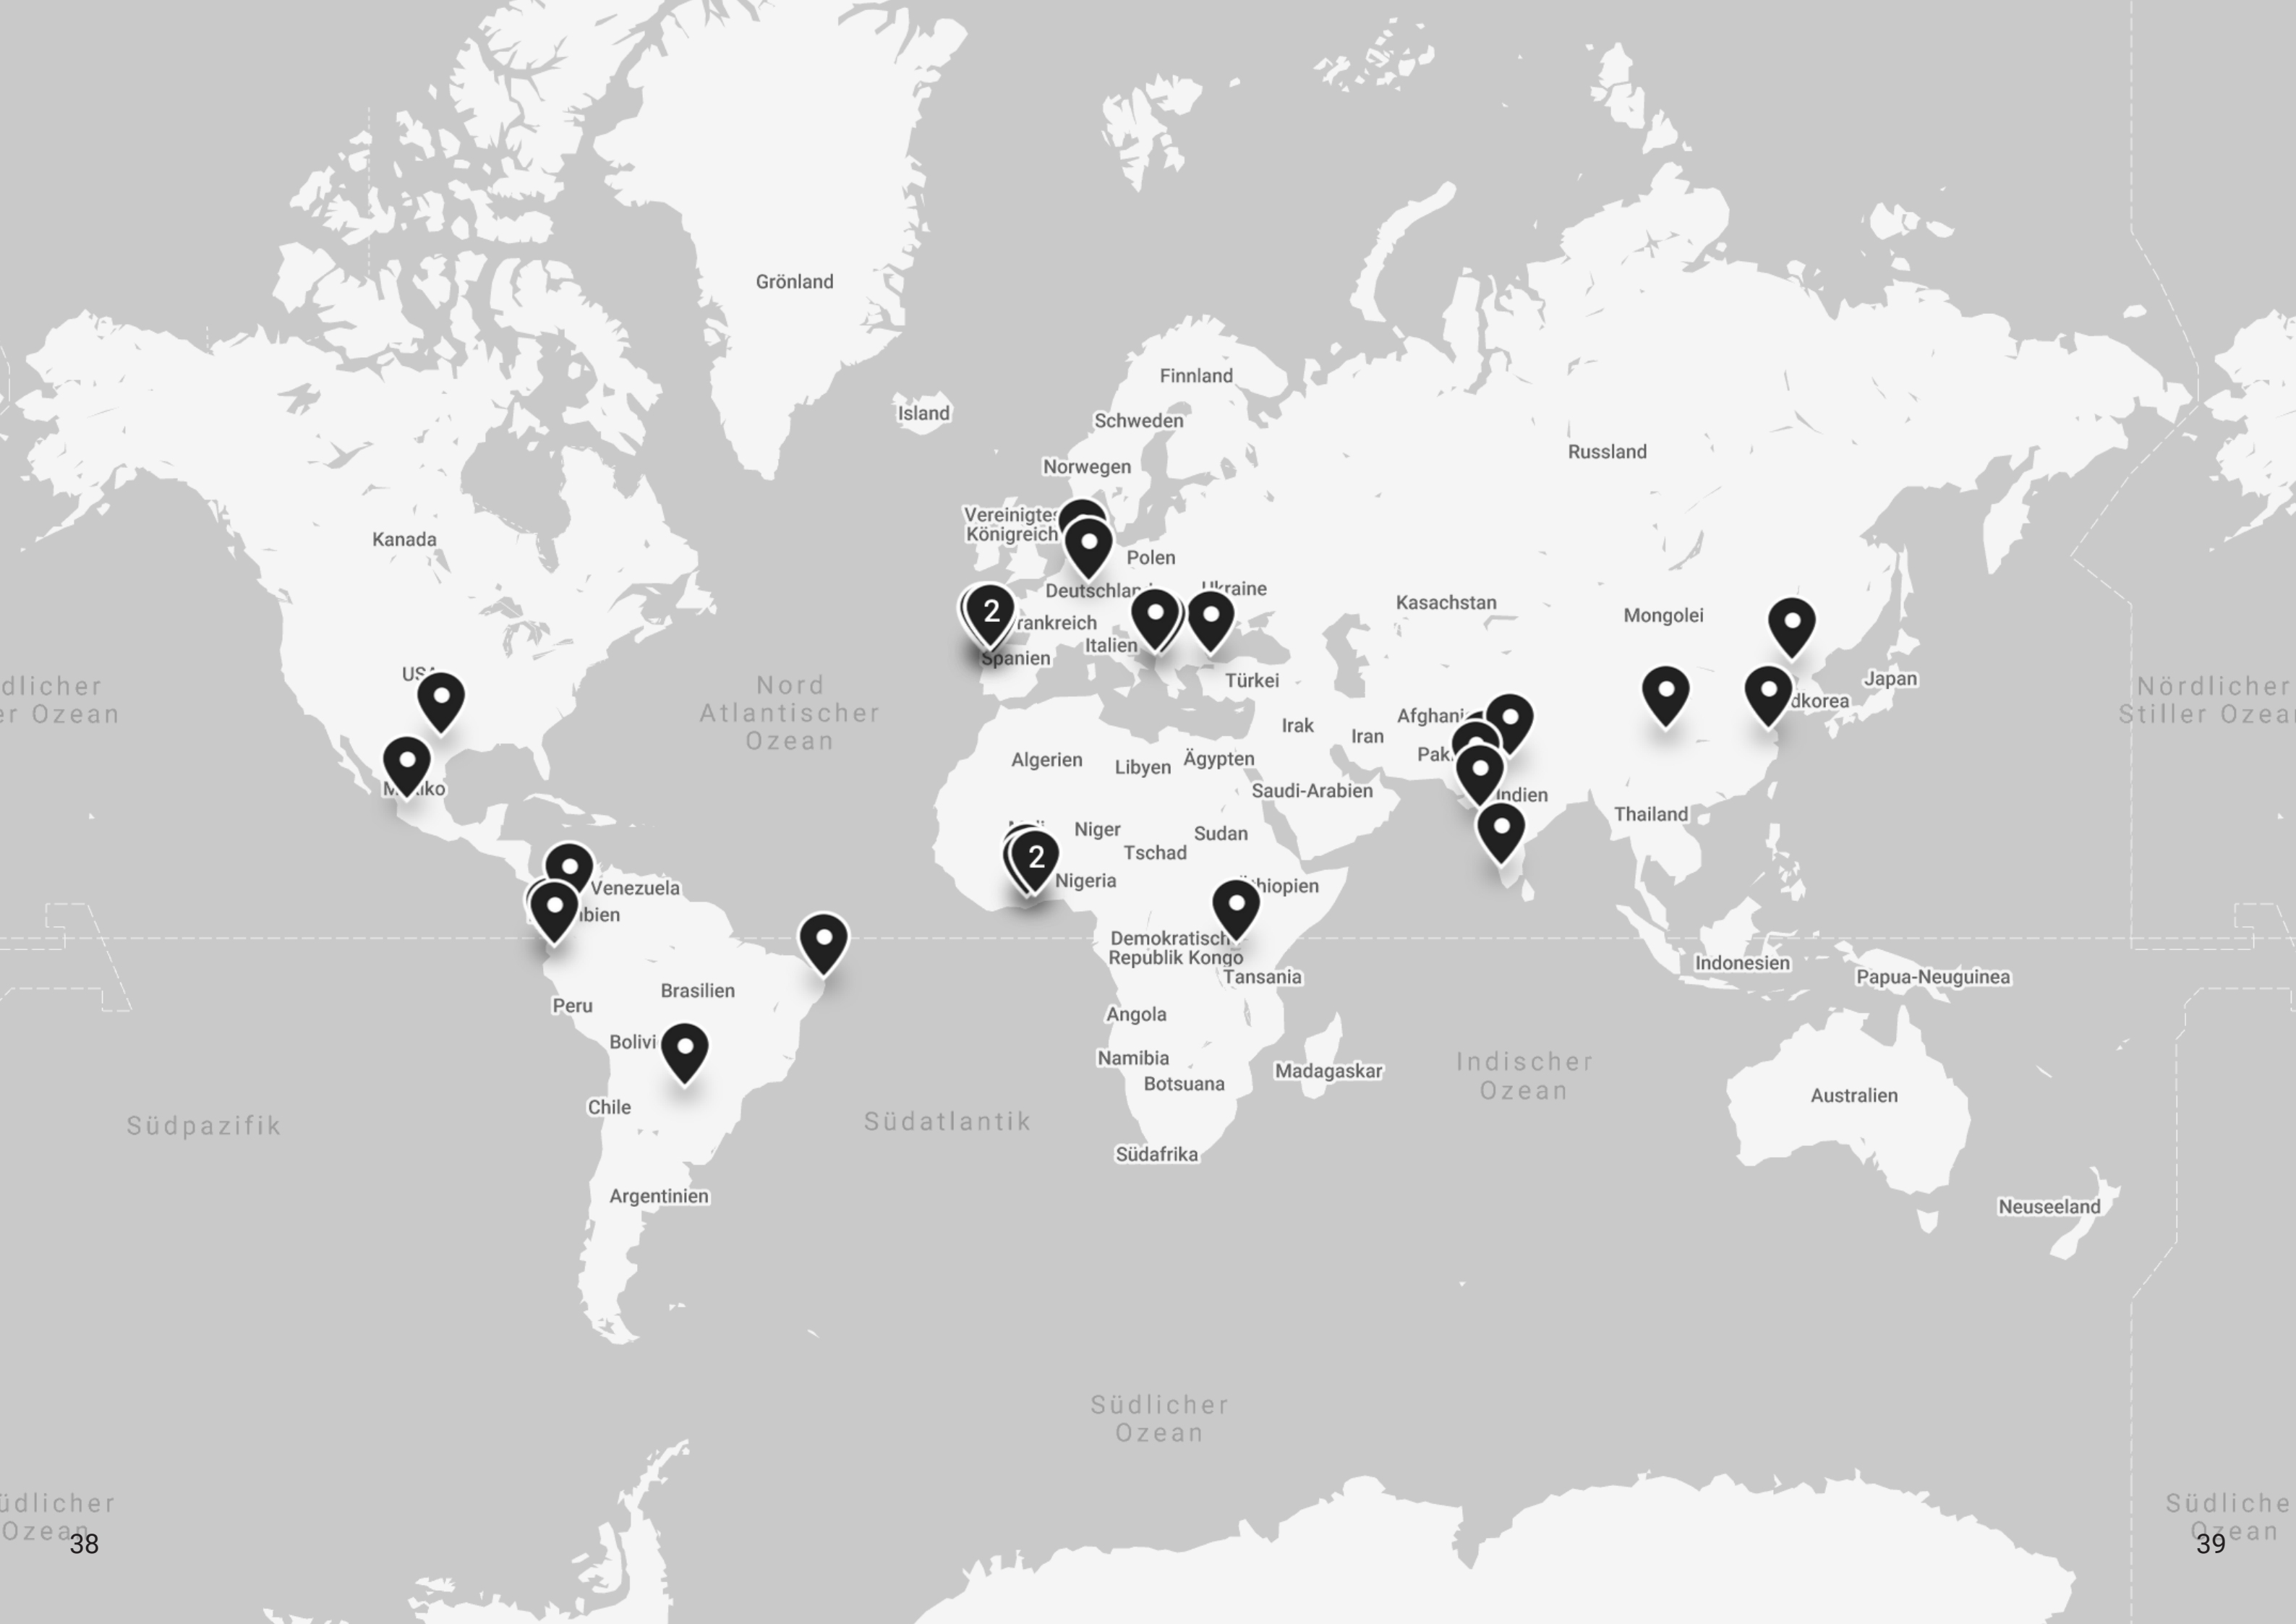 Grönland
Finnland
Island
Schweden
Russland
Norwegen
Vereinigtes
Königreich
Kanada
Polen
Deutschlan
Ukraine
Kasachstan
Mongolei
rankreich
Italien
Spanien
USA
Türkei
Japan
dlicher
er Ozean
Nord
Atlantischer
Ozean
Nördlicher
Stiller Ozea
dkorea
Afghani
Irak
Iran
Pak
Algerien
Libyen
Ägypten
Saudi-Arabien
Indien
Thailand
Niger
Sudan
Tschad
2
2
Nigeria
thiopien
Venezuela
bien
Demokratisch
Republik Kongo
Tansania
Indonesien
Papua-Neuguinea
Brasilien
Peru
Bolivi
Angola
Namibia
Botsuana
Madagaskar
Indischer
Ozean
Australien
Chile
Südpazifik
Südatlantik
Südafrika
Argentinien
Neuseeland
Südlicher
Ozean
üdlicher
Ozean
38
Südliche
Ozean
39